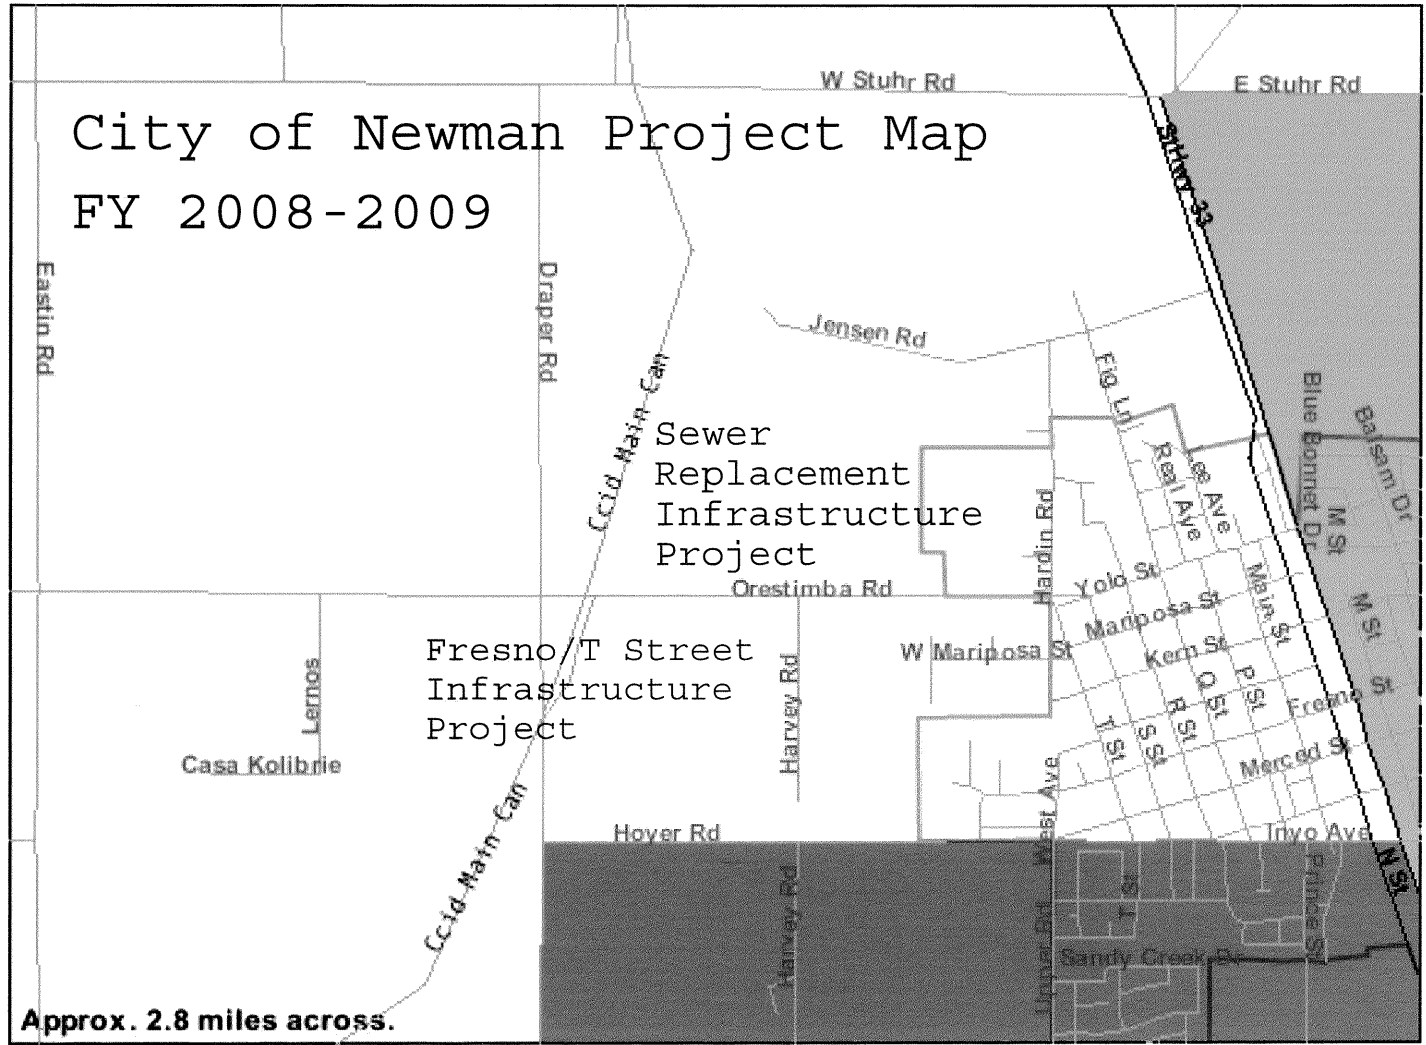 W Stuhr Rd
E Stuhr Rd
City of Newman Project Map
FY 2008-2009
St Hwy 33
Eastin Rd
Draper Rd
Jensen Rd
Ccid Main Can
Fig Ln
Blue Bonnet Dr
Balsam Dr
Sewer
Replacement
Infrastructure
Project
Real Ave
Lee Ave
Hardin Rd
M St
Main St
Yolo St
Orestimba Rd
Mariposa St
M St
W Mariposa St
Kern St
Fresno/T Street
Infrastructure
Project
Lernos
Harvey Rd
Q St
P St
R St
Fresno St
T St
S St
Merced St
Casa Kolibrie
West Ave
Ccid Main Can
Hoyer Rd
Inyo Ave
N St
Harvey Rd
T St
Prince St
Upper Rd
Sandy Creek Dr
Approx. 2.8 miles across.